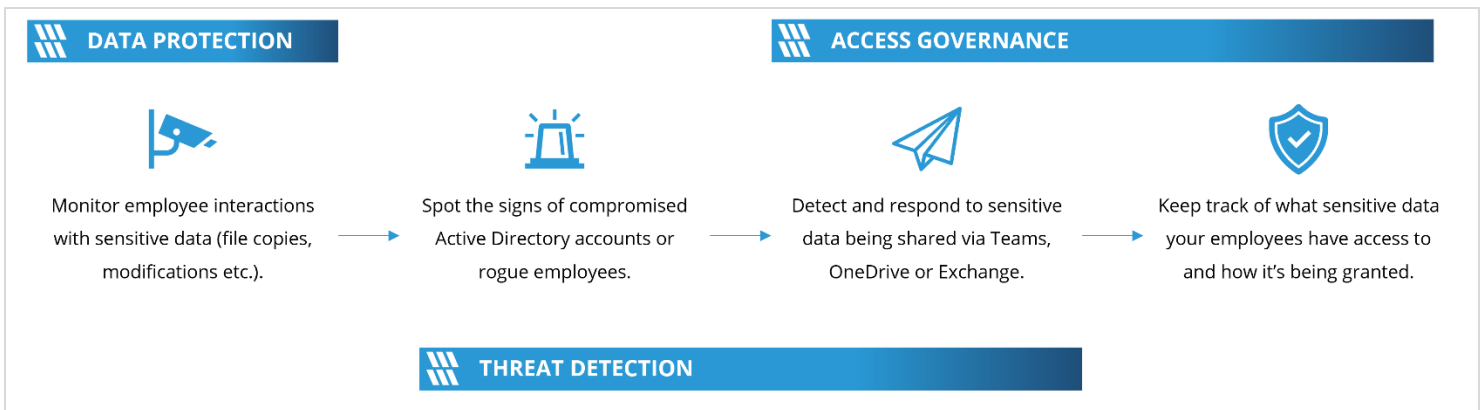 DATA PROTECTION
ACCESS GOVERNANCE
Monitor employee interactions
with sensitive data (file copies,
modifications etc.).
Spot the signs of compromised
Active Directory accounts or
rogue employees.
Detect and respond to sensitive
data being shared via Teams,
OneDrive or Exchange.
Keep track of what sensitive data
your employees have access to
and how it’s being granted.
THREAT DETECTION